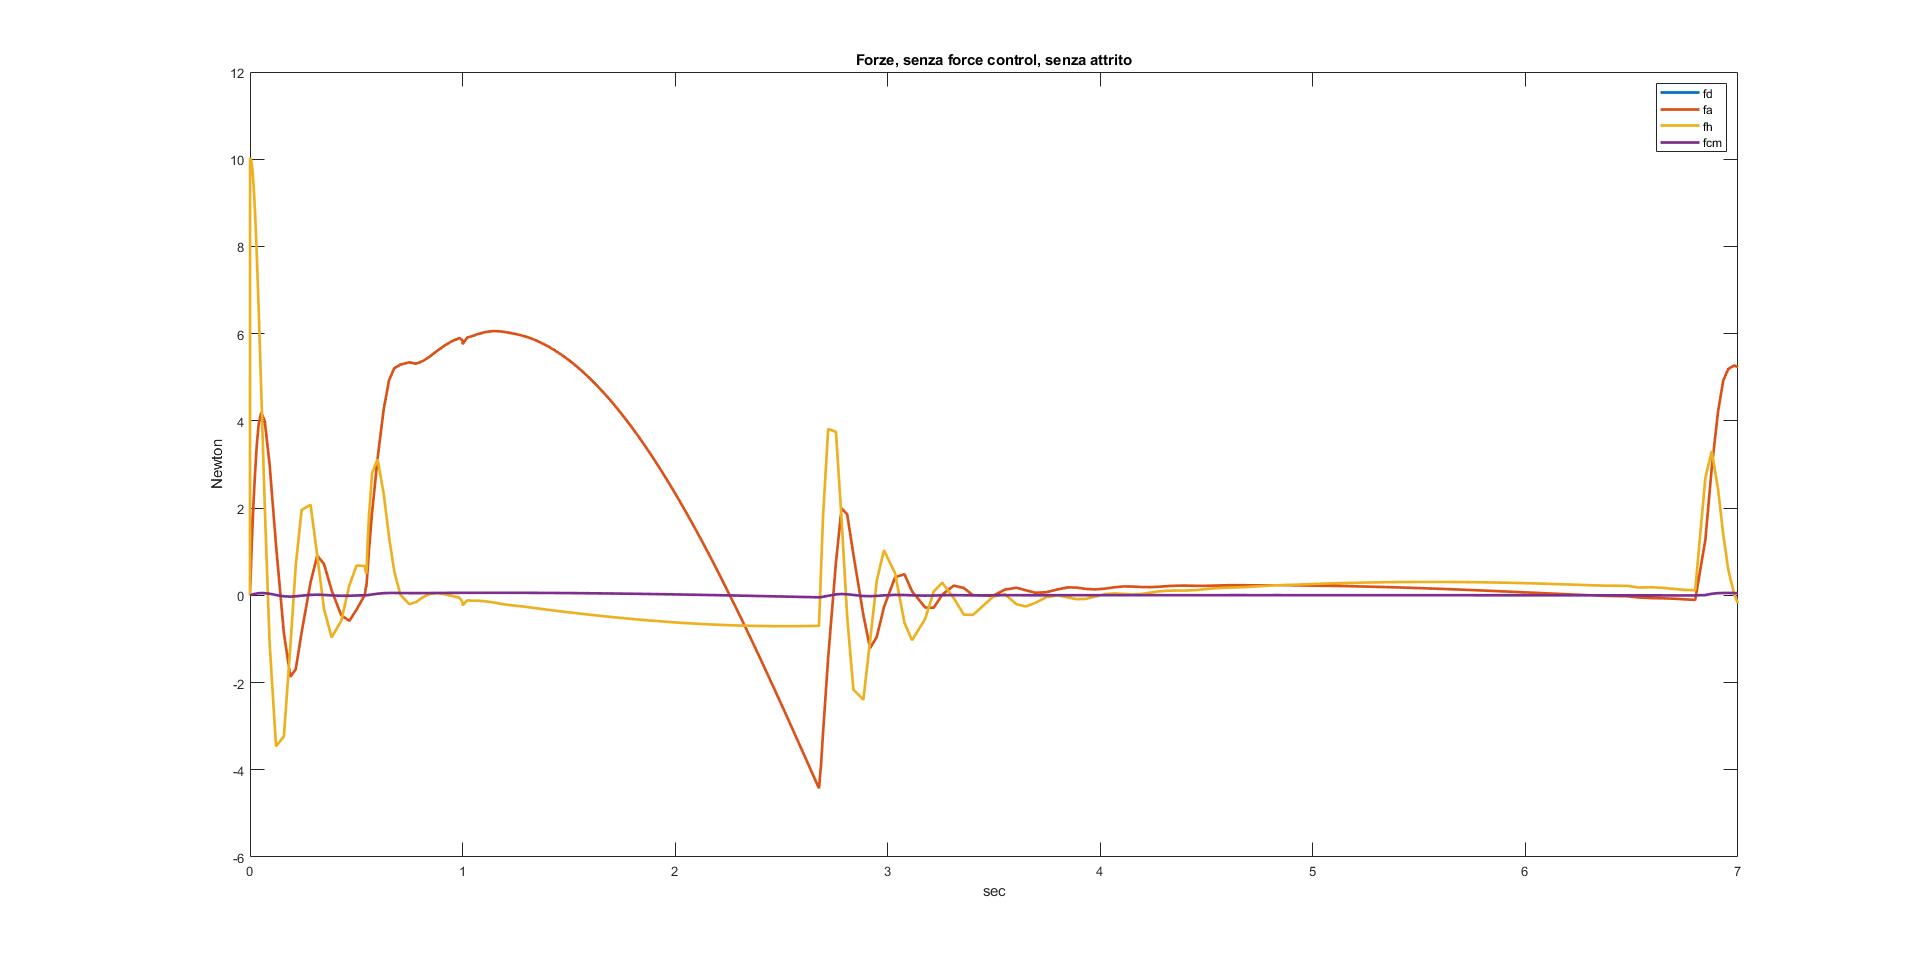 Forze, senza force control, senza attrito
fd
fa
fh
fcm
12
10
8
6
4
2
0
-2
-4
-6
Newton
0 1 2 3 4 5 6 7
sec